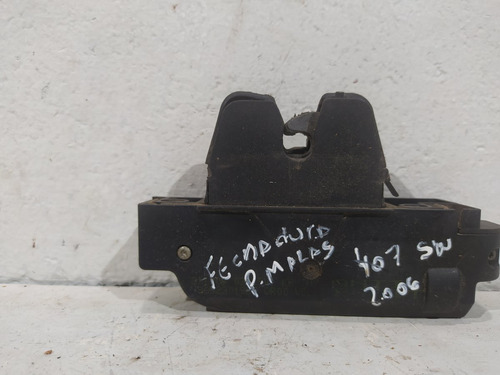 FECHADURA
P. MALAS
407 SW
2006